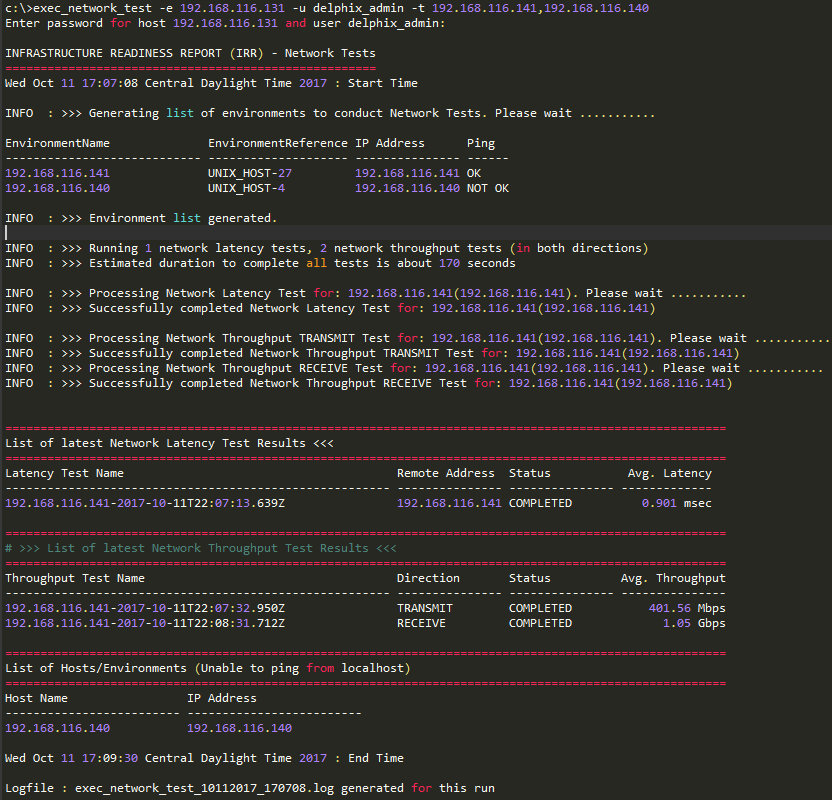 c:\>exec_network_test -e 192.168.116.131 -u delphix_admin -t 192.168.116.141,192.168.116.140
Enter password for host 192.168.116.131 and user delphix_admin:
INFRASTRUCTURE READINESS REPORT (IRR) - Network Tests
=====================================================
Wed Oct 11 17:07:08 Central Daylight Time 2017 : Start Time
INFO  : >>> Generating list of environments to conduct Network Tests. Please wait ...........
EnvironmentName              EnvironmentReference IP Address      Ping
---------------------------- -------------------- --------------- ------
192.168.116.141              UNIX_HOST-27         192.168.116.141 OK
192.168.116.140              UNIX_HOST-4          192.168.116.140 NOT OK
INFO  : >>> Environment list generated.
INFO  : >>> Running 1 network latency tests, 2 network throughput tests (in both directions)
INFO  : >>> Estimated duration to complete all tests is about 170 seconds
INFO  : >>> Processing Network Latency Test for: 192.168.116.141(192.168.116.141). Please wait ...........
INFO  : >>> Successfully completed Network Latency Test for: 192.168.116.141(192.168.116.141)
INFO  : >>> Processing Network Throughput TRANSMIT Test for: 192.168.116.141(192.168.116.141). Please wait ...........
INFO  : >>> Successfully completed Network Throughput TRANSMIT Test for: 192.168.116.141(192.168.116.141)
INFO  : >>> Processing Network Throughput RECEIVE Test for: 192.168.116.141(192.168.116.141). Please wait ...........
INFO  : >>> Successfully completed Network Throughput RECEIVE Test for: 192.168.116.141(192.168.116.141)
=======================================================================================================
List of latest Network Latency Test Results <<<
=======================================================================================================
Latency Test Name                                       Remote Address  Status           Avg. Latency
------------------------------------------------------- --------------- --------------- -------------
192.168.116.141-2017-10-11T22:07:13.639Z                192.168.116.141 COMPLETED          0.901 msec
=======================================================================================================
# >>> List of latest Network Throughput Test Results <<<
=======================================================================================================
Throughput Test Name                                    Direction       Status          Avg. Throughput
------------------------------------------------------- --------------- --------------- ---------------
192.168.116.141-2017-10-11T22:07:32.950Z                TRANSMIT        COMPLETED           401.56 Mbps
192.168.116.141-2017-10-11T22:08:31.712Z                RECEIVE         COMPLETED             1.05 Gbps
=======================================================================================================
List of Hosts/Environments (Unable to ping from localhost)
=======================================================================================================
Host Name                 IP Address
------------------------- -------------------------
192.168.116.140           192.168.116.140
Wed Oct 11 17:09:30 Central Daylight Time 2017 : End Time
Logfile : exec_network_test_10112017_170708.log generated for this run